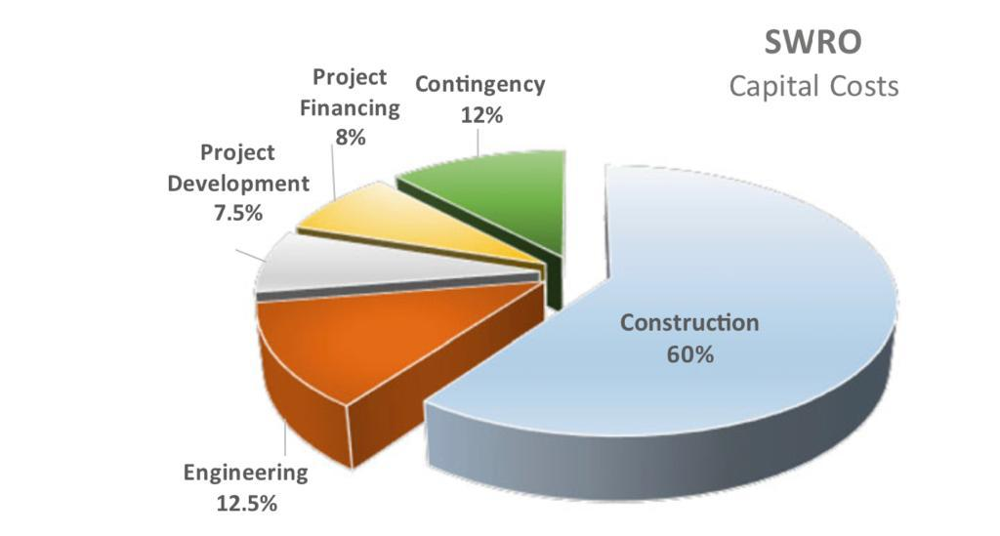 SWRO
Capital Costs
Project
Financing
8%
Contingency
12%
Project
Development
7.5%
Construction
60%
Engineering
12.5%